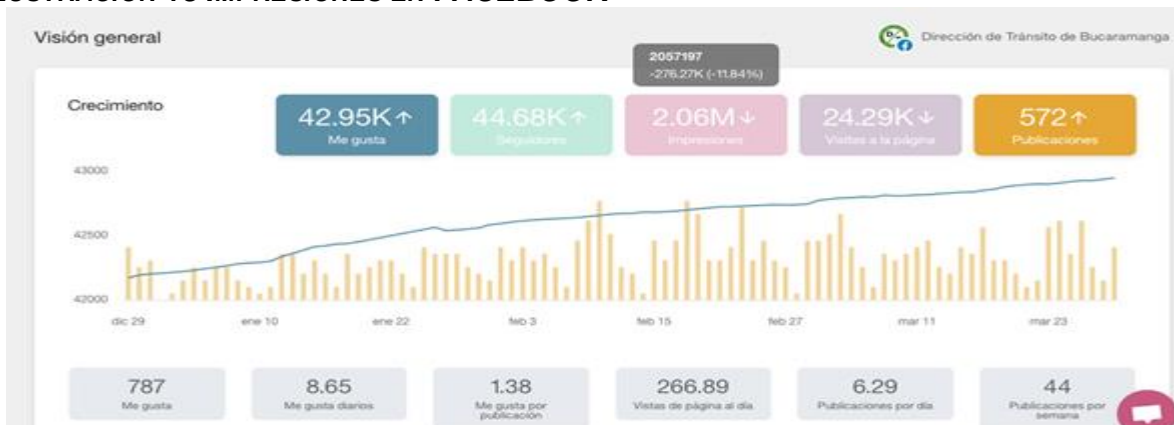 Visión general
Dirección de Tránsito de Bucaramanga
2057197
-276.27K (-11.84%)
Crecimiento
42.95K↑
Me gusta
44.68K↑
Seguidores
2.06M↓
Impresiones
24.29K↓
Visitas a la página
572↑
Publicaciones
43000
42500
42000
dic 29
ene 10
ene 22
feb 3
feb 15
feb 27
mar 11
mar 23
787
Me gusta
8.65
Me gusta diarios
1.38
Me gusta por
publicación
266.89
Vistas de página al día
6.29
Publicaciones por día
44
Publicaciones por
semana